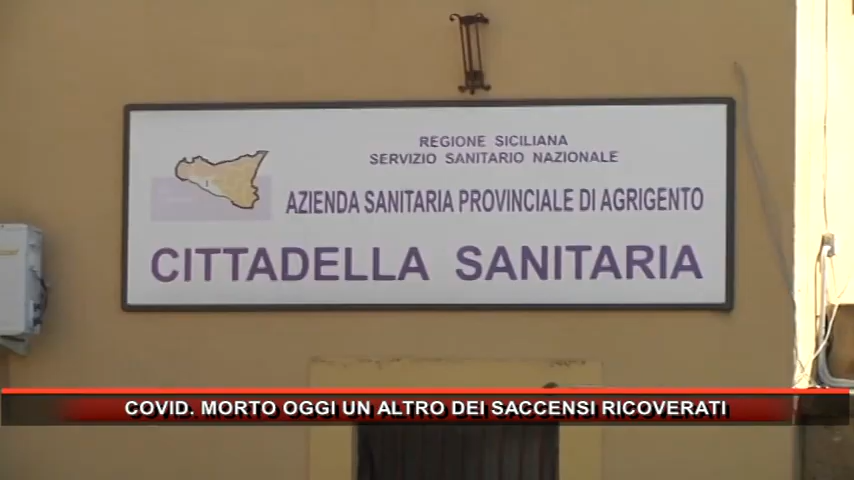 REGIONE SICILIANA
SERVIZIO SANITARIO NAZIONALE
AZIENDA SANITARIA PROVINCIALE DI AGRIGENTO
CITTADELLA SANITARIA
COVID. MORTO OGGI UN ALTRO DEI SACCENSI RICOVERATI